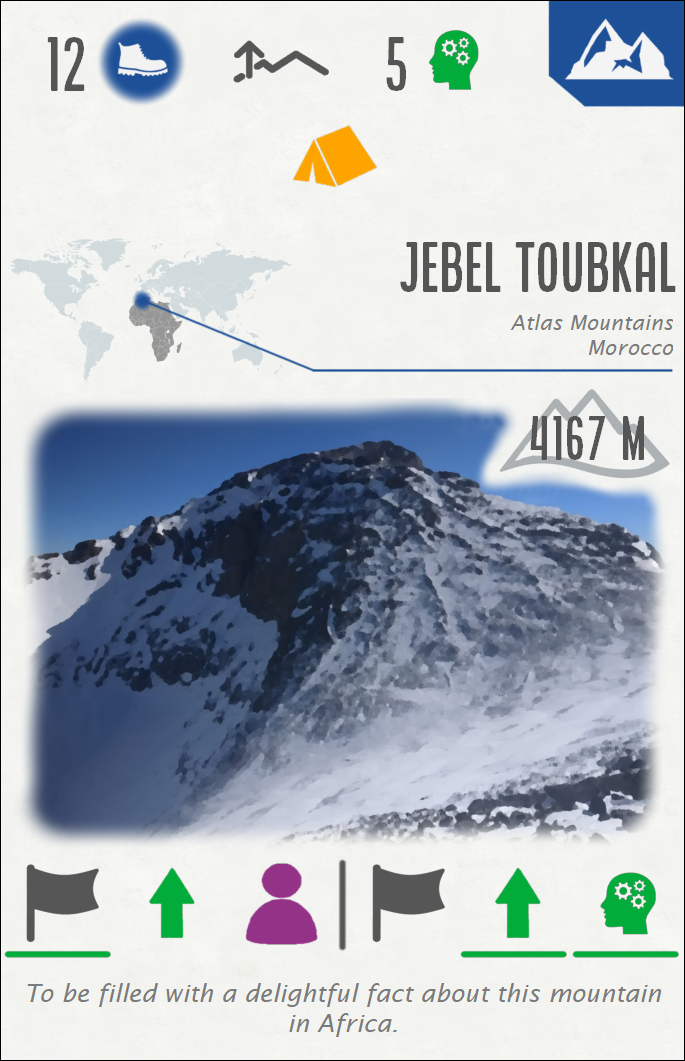 12
5
JEBEL TOUBKAL
Atlas Mountains
Morocco
4167 M
To be filled with a delightful fact about this mountain
in Africa.